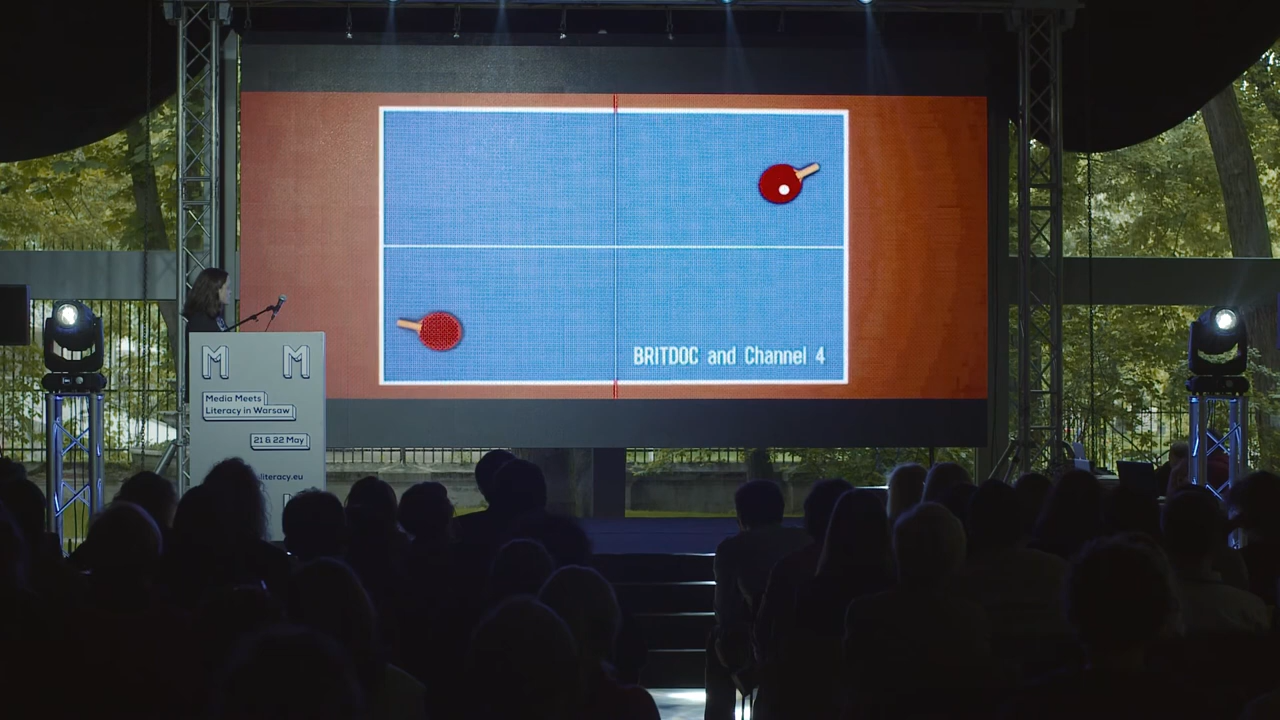 BRITDOC and Channel 4
M M
Media Meets
Literacy in Warsaw
21 & 22 May
literacy.eu